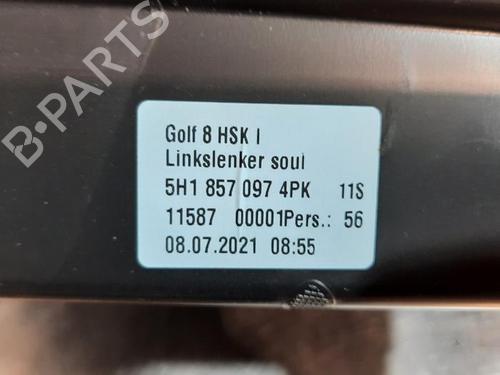 Golf 8 HSK I
Linkslenker soul
5H1 857 097 4PK 11S
11587 00001Pers.: 56
08.07.2021 08:55
B-PARTS